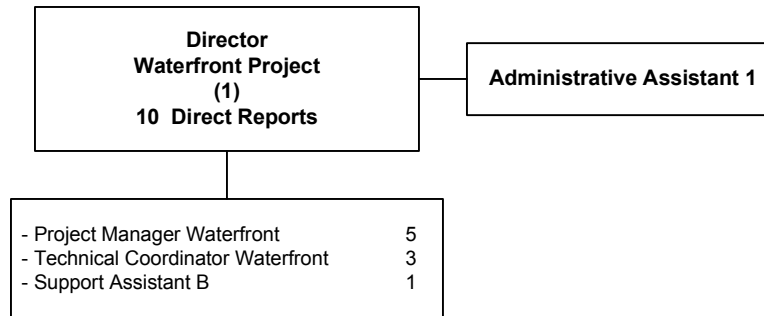 Director
Waterfront Project
(1)
10 Direct Reports
Administrative Assistant 1
- Project Manager Waterfront 5
- Technical Coordinator Waterfront 3
- Support Assistant B 1